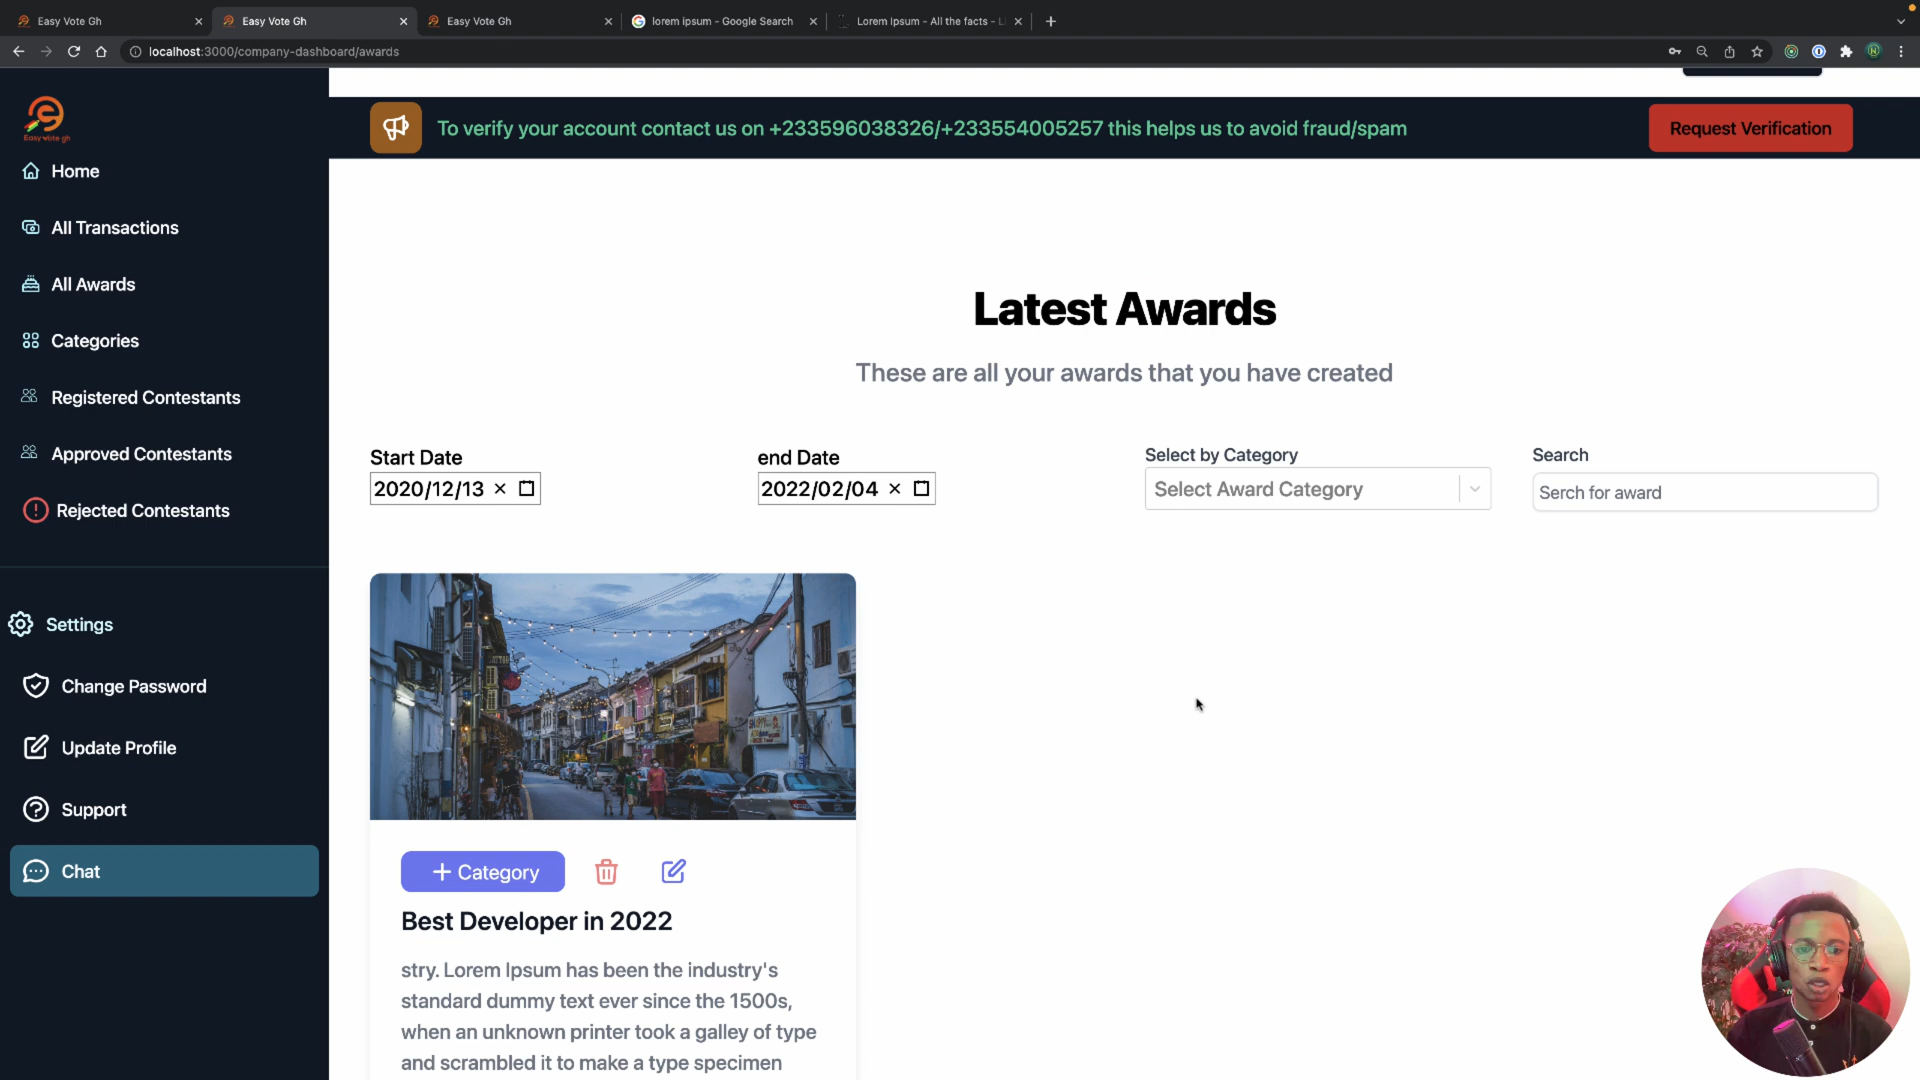 Easy Vote Gh
Easy Vote Gh
Easy Vote Gh
lorem ipsum - Google Search
Lorem Ipsum - All the facts - L
localhost:3000/company-dashboard/awards
Easy vote gh
To verify your account contact us on +233596038326/+233554005257 this helps us to avoid fraud/spam
Request Verification
Home
All Transactions
All Awards
Categories
Registered Contestants
Approved Contestants
Rejected Contestants
Settings
Change Password
Update Profile
Support
Chat
Latest Awards
These are all your awards that you have created
Start Date
2020/12/13
end Date
2022/02/04
Select by Category
Select Award Category
Search
Serch for award
+ Category
Best Developer in 2022
stry. Lorem Ipsum has been the industry's
standard dummy text ever since the 1500s,
when an unknown printer took a galley of type
and scrambled it to make a type specimen